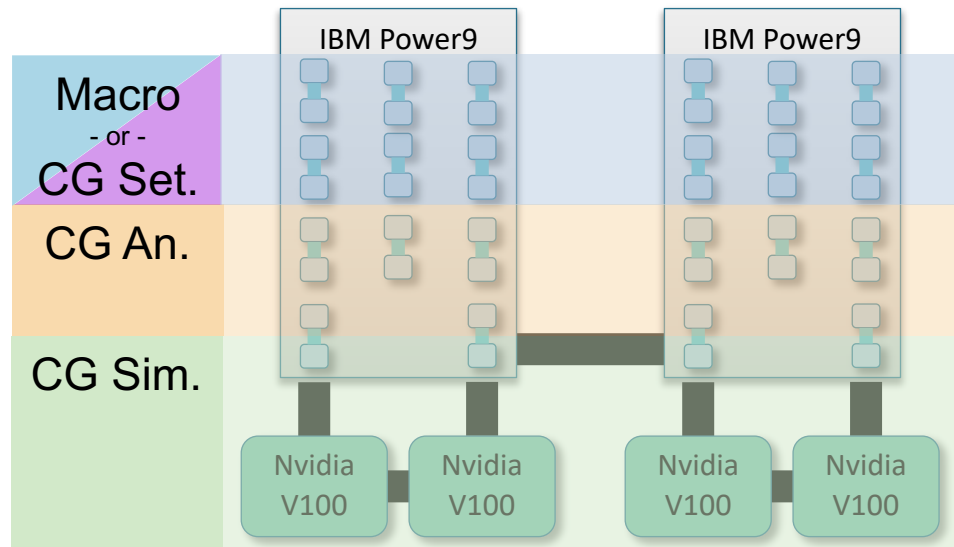 IBM Power9
IBM Power9
Macro
- or -
CG Set.
CG An.
CG Sim.
Nvidia
V100
Nvidia
V100
Nvidia
V100
Nvidia
V100